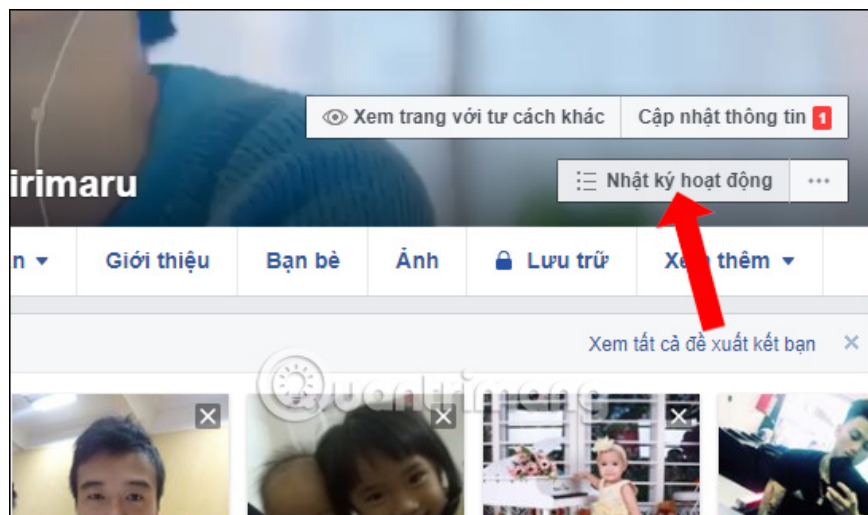 Xem trang với tư cách khác
Cập nhật thông tin 1
irimaru
Nhật ký hoạt động
n
Giới thiệu
Bạn bè
Ảnh
Lưu trữ
Xem thêm
Xem tất cả đề xuất kết bạn
Quantrimang